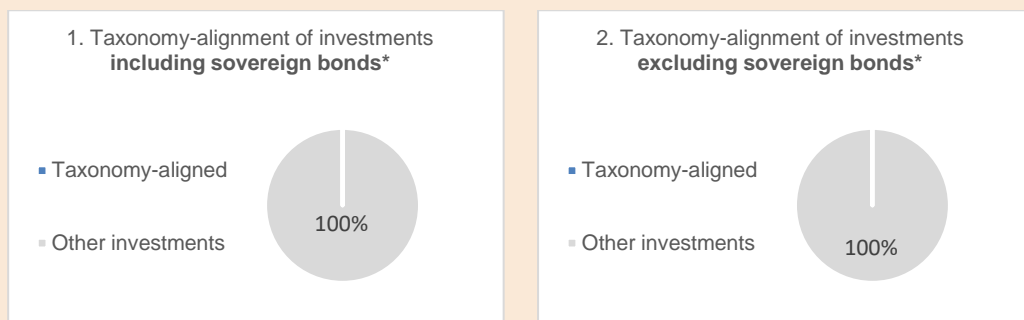 1. Taxonomy-alignment of investments
including sovereign bonds*
Taxonomy-aligned
Other investments
100%
2. Taxonomy-alignment of investments
excluding sovereign bonds*
Taxonomy-aligned
Other investments
100%